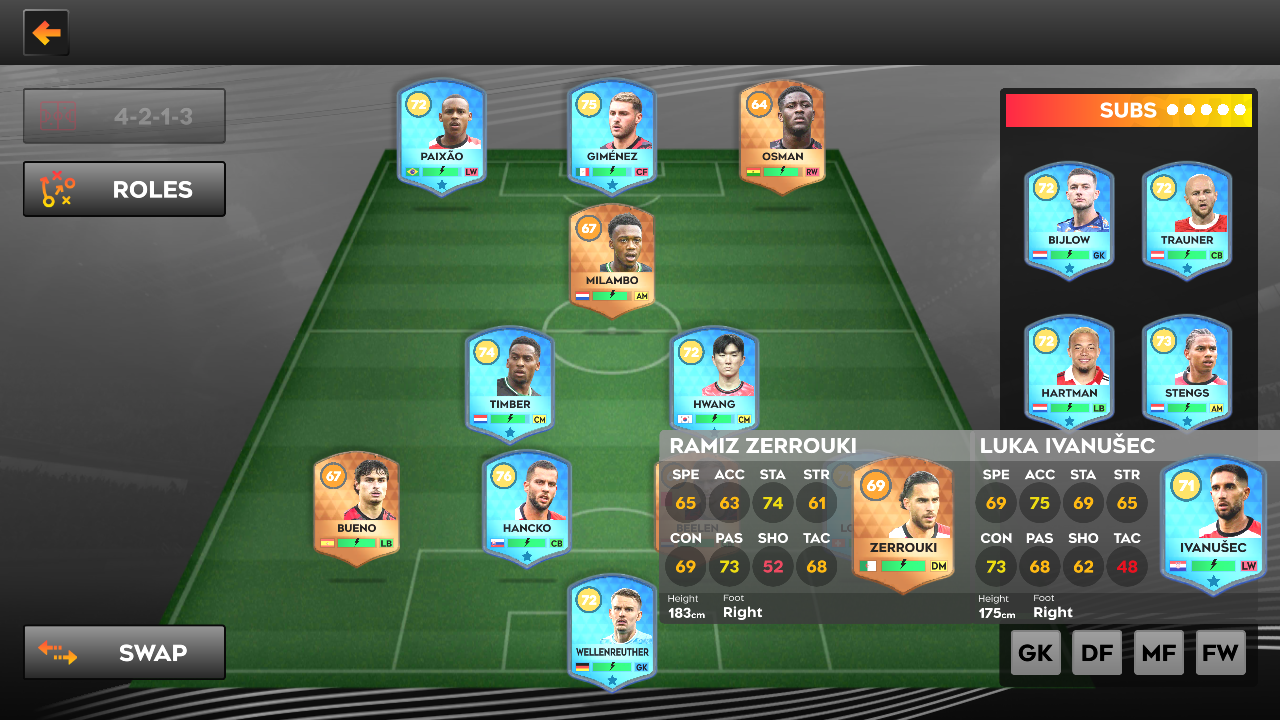 4-2-1-3
ROLES
SWAP
72
PAIXÃO
LW
75
GIMÉNEZ
CF
64
OSMAN
RW
67
MILAMBO
AM
74
TIMBER
CM
72
HWANG
CM
67
BUENO
LB
76
HANCKO
CB
BEELEN
72
WELLENREUTHER
GK
SUBS
72
BIJLOW
GK
72
TRAUNER
CB
72
HARTMAN
LB
73
STENGS
AM
RAMIZ ZERROUKI
SPE ACC STA STR
65 63 74 61
CON PAS SHO TAC
69 73 52 68
Height Foot
183cm Right
69
ZERROUKI
DM
LUKA IVANUŠEC
SPE ACC STA STR
69 75 69 65
CON PAS SHO TAC
73 68 62 48
Height Foot
175cm Right
71
IVANUŠEC
LW
GK DF MF FW